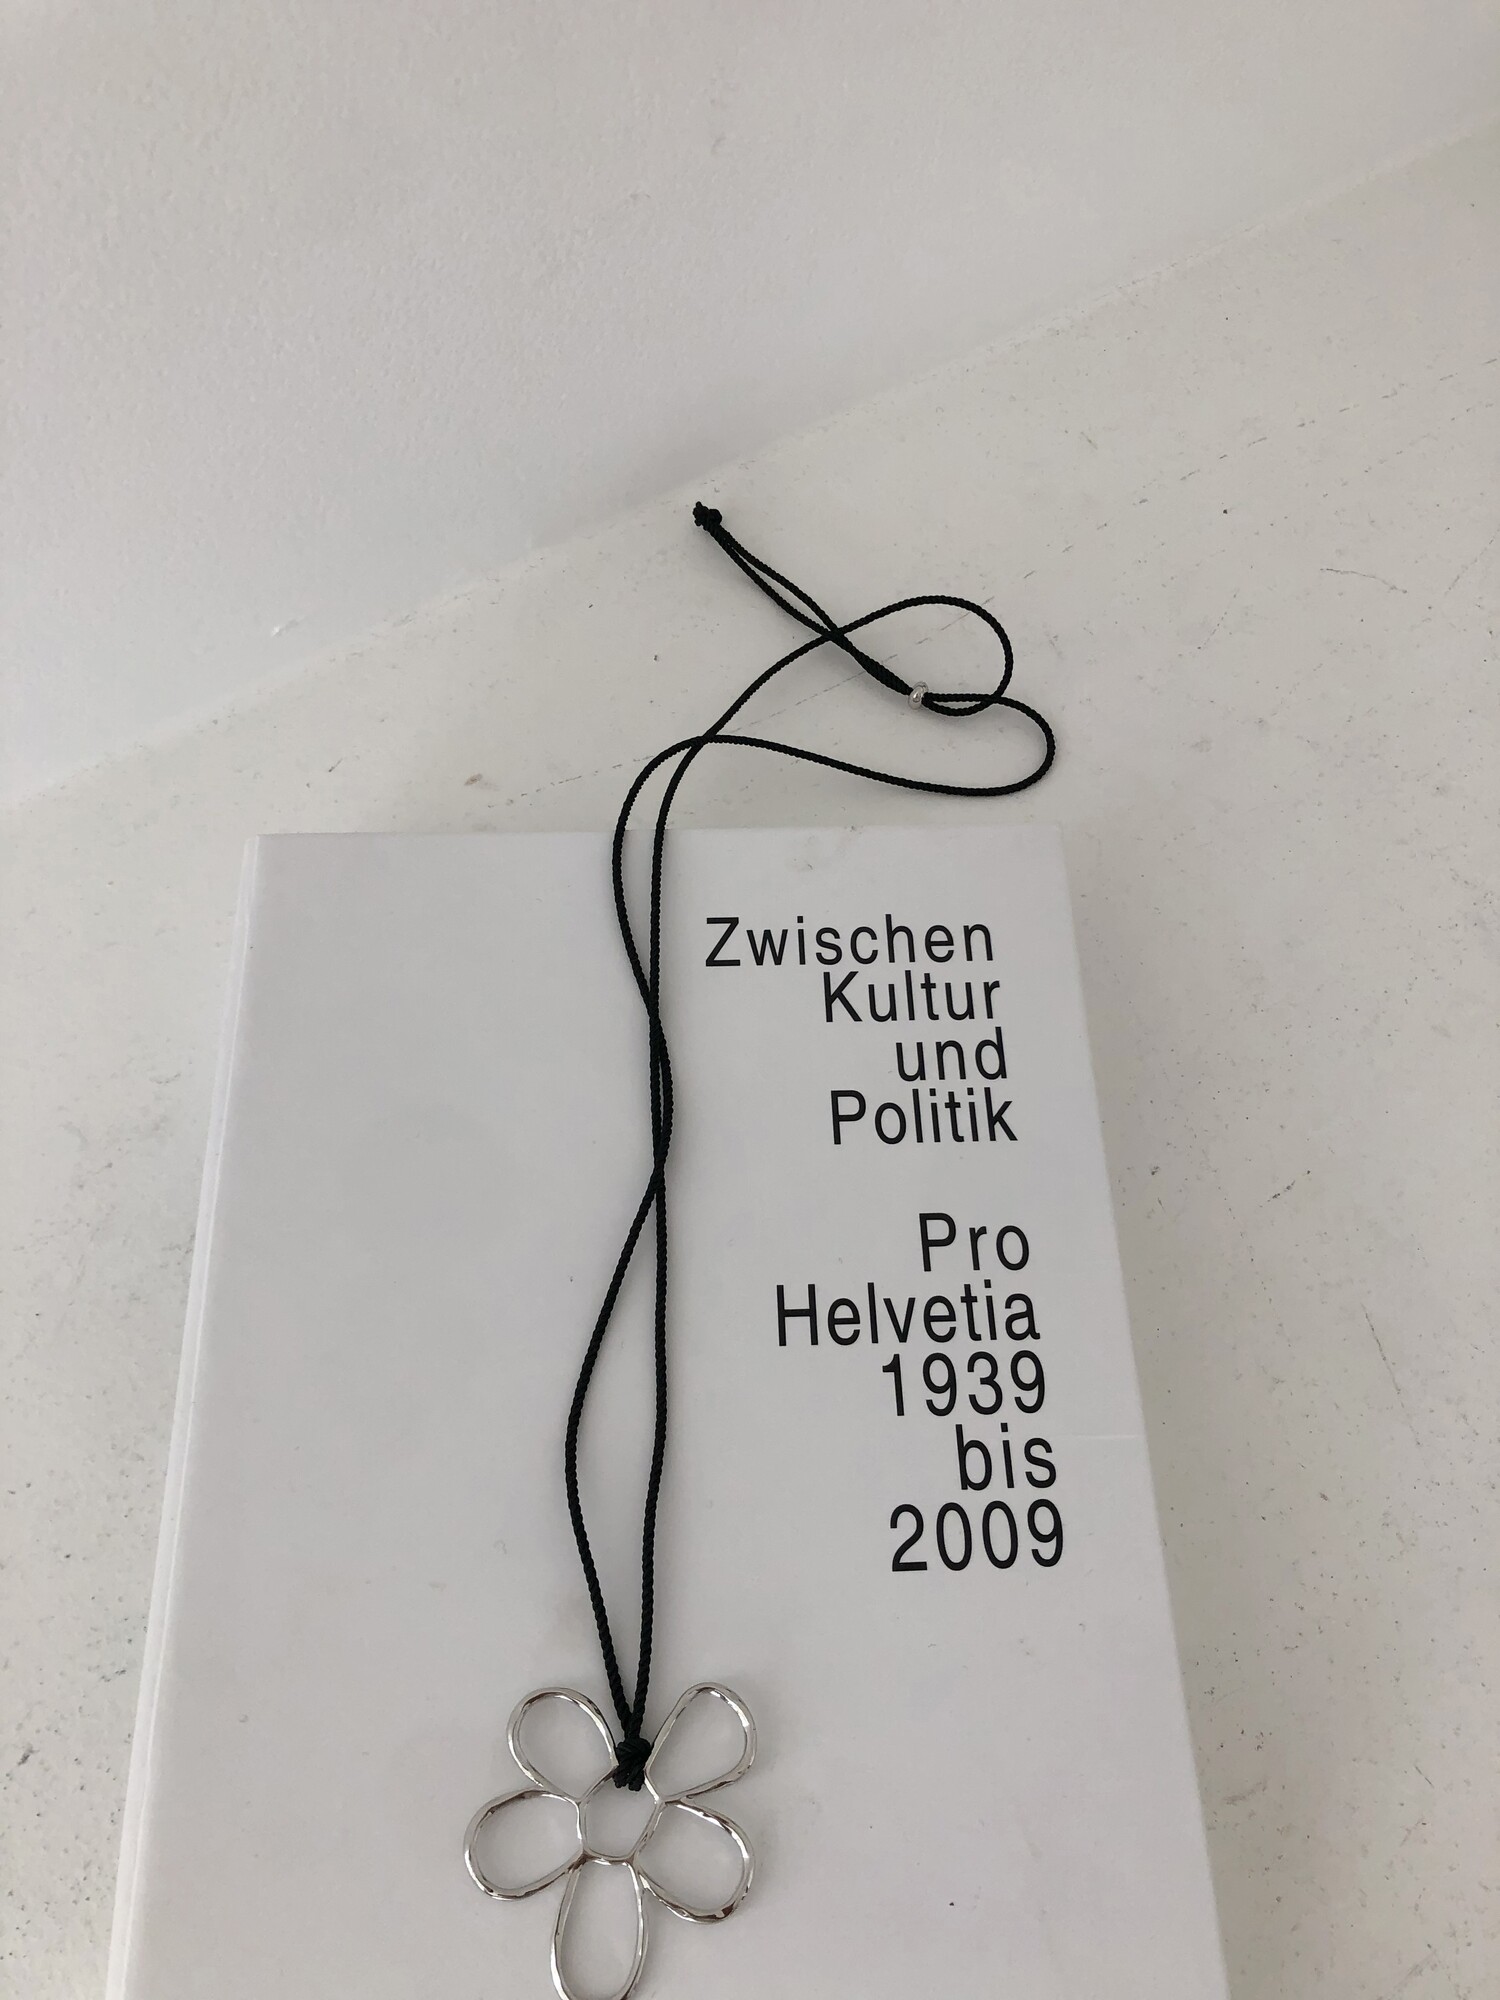 Zwischen
Kultur
und
Politik
Pro
Helvetia
1939
bis
2009